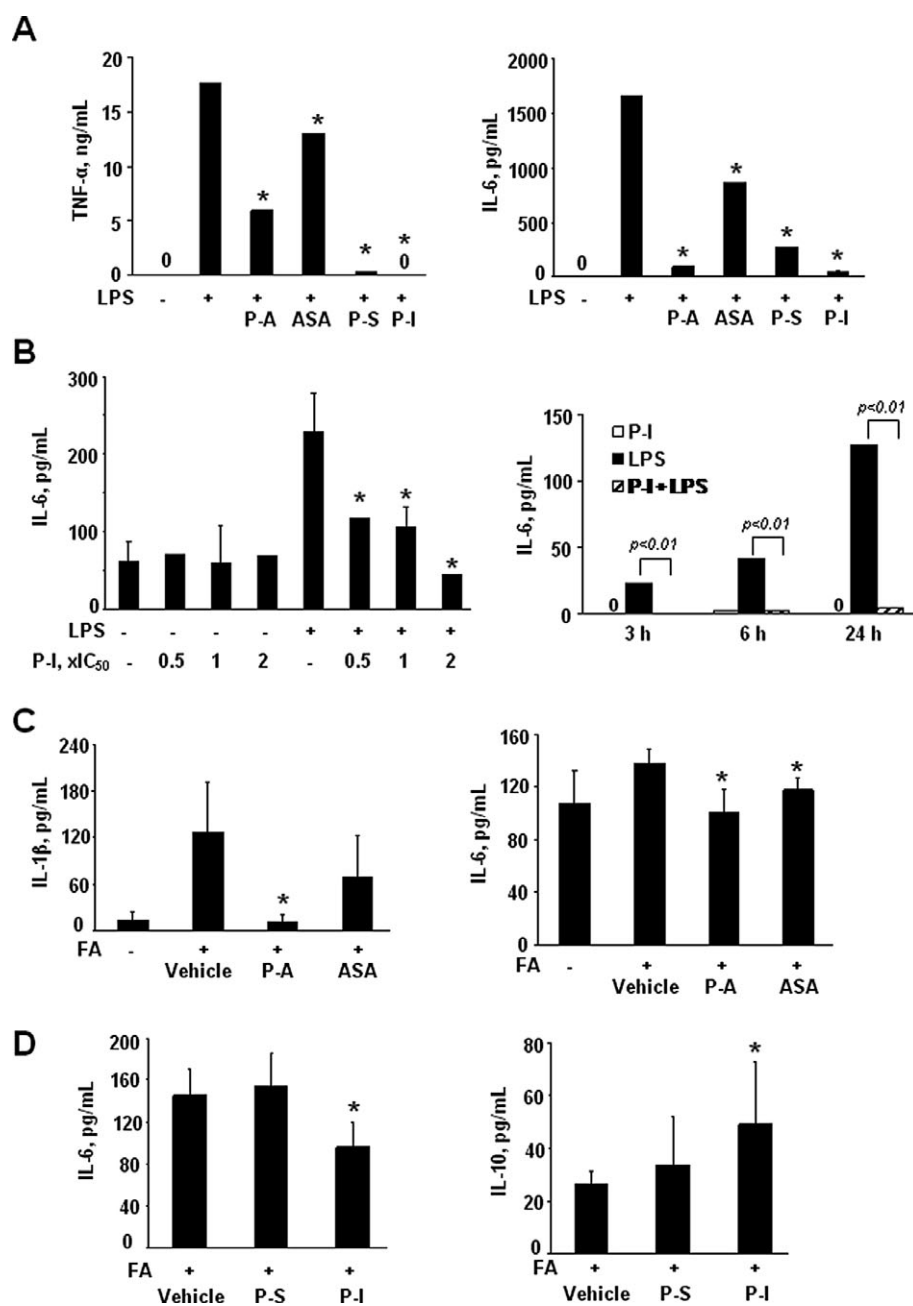 A
TNF-α, ng/mL
20
15
10
5
0
0
*
*
*
*
0
LPS - + + + + +
P-A ASA P-S P-I
IL-6, pg/mL
2000
1500
1000
500
0
0
*
*
*
*
LPS - + + + + +
P-A ASA P-S P-I
B
IL-6, pg/mL
300
200
100
0
*
*
*
LPS - - - - + + + +
P-I, xIC50 - 0.5 1 2 - 0.5 1 2
IL-6, pg/mL
150
100
50
0
P-I
LPS
P-I+LPS
p<0.01
p<0.01
p<0.01
0
0
3 h 6 h 24 h
C
IL-1β, pg/mL
240
180
120
60
0
*
FA - + + +
Vehicle P-A ASA
IL-6, pg/mL
160
120
80
40
0
*
*
FA - + + +
Vehicle P-A ASA
D
IL-6, pg/mL
200
160
120
80
40
0
*
FA + + +
Vehicle P-S P-I
IL-10, pg/mL
80
60
40
20
0
*
FA + + +
Vehicle P-S P-I